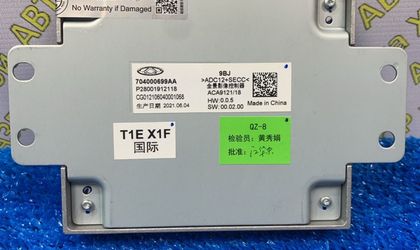 No Warranty if Damaged
704000699AA
P28001912118
CG012106040001068
生产日期 2021.06.04
9BJ
>ADC12+SECC<
全景影像控制器
ACA9121/18
HW: 0.0.5
SW: 00.02.00
Made in China
T1E X1F
国际
QZ-8
检验员：黄秀娟
批准：